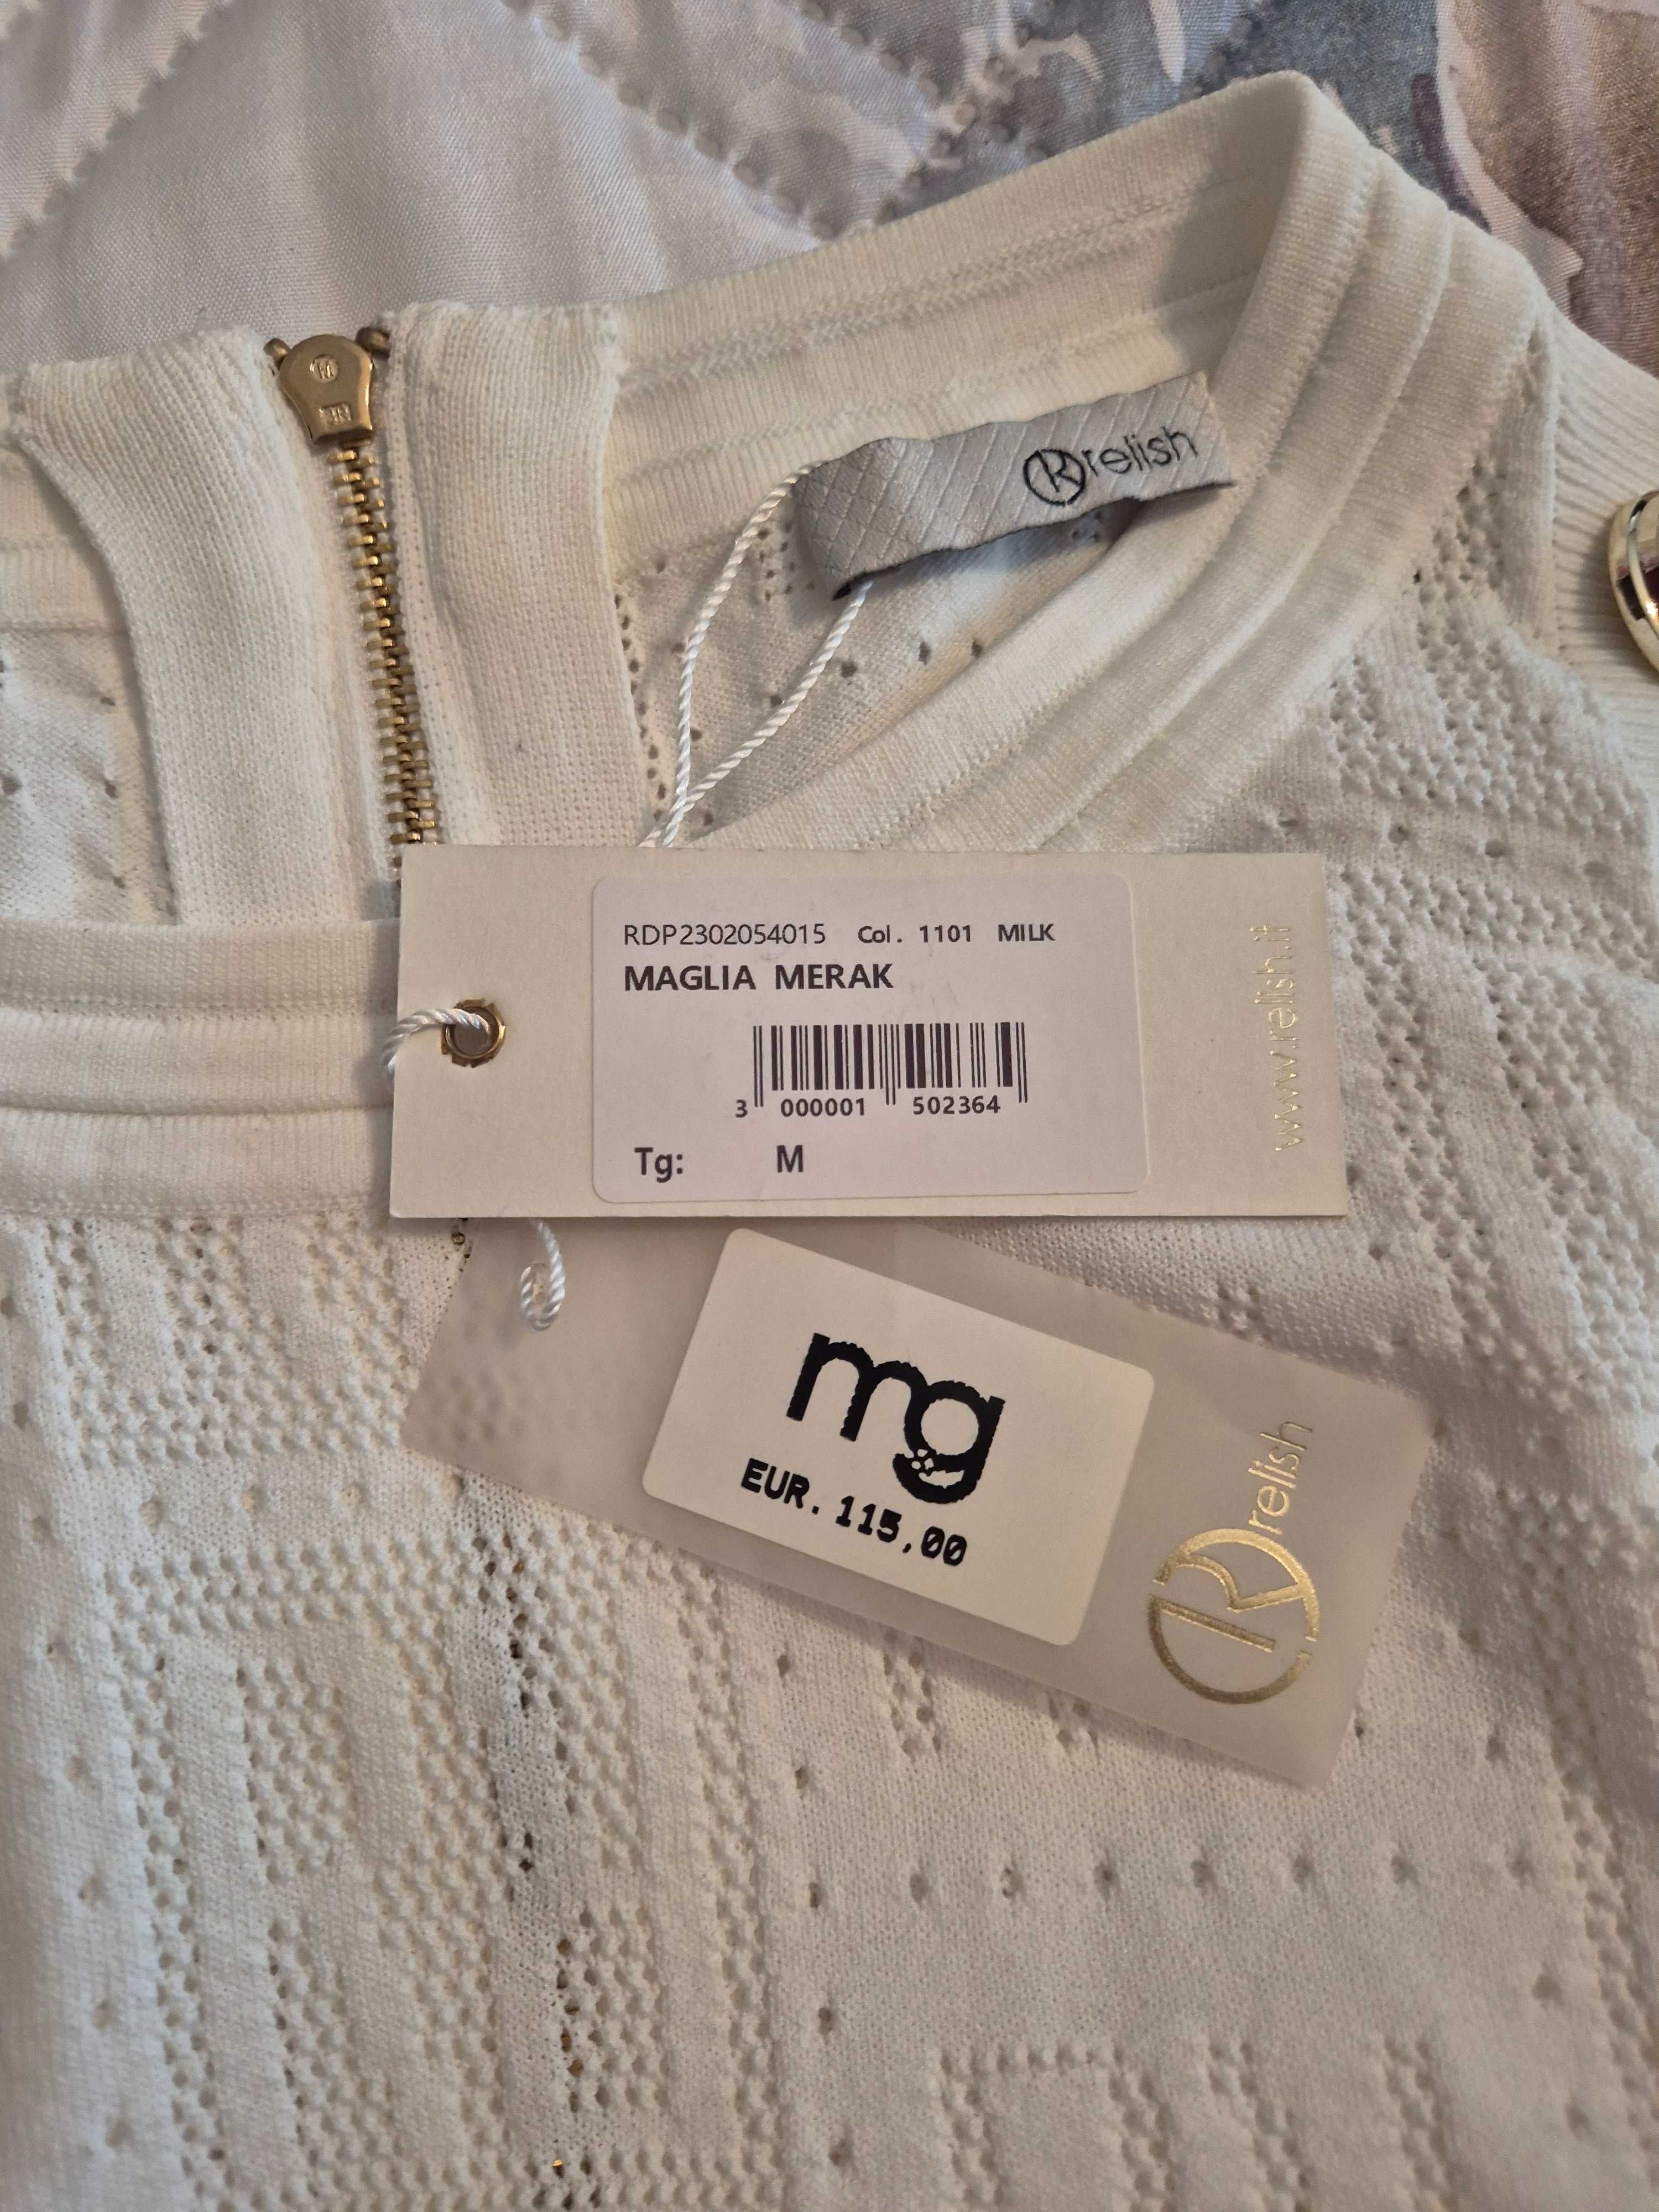 relish
RDP2302054015 Col. 1101 MILK
MAGLIA MERAK
3 000001 502364
Tg: M
www.relish.it
mg
EUR. 115,00
relish